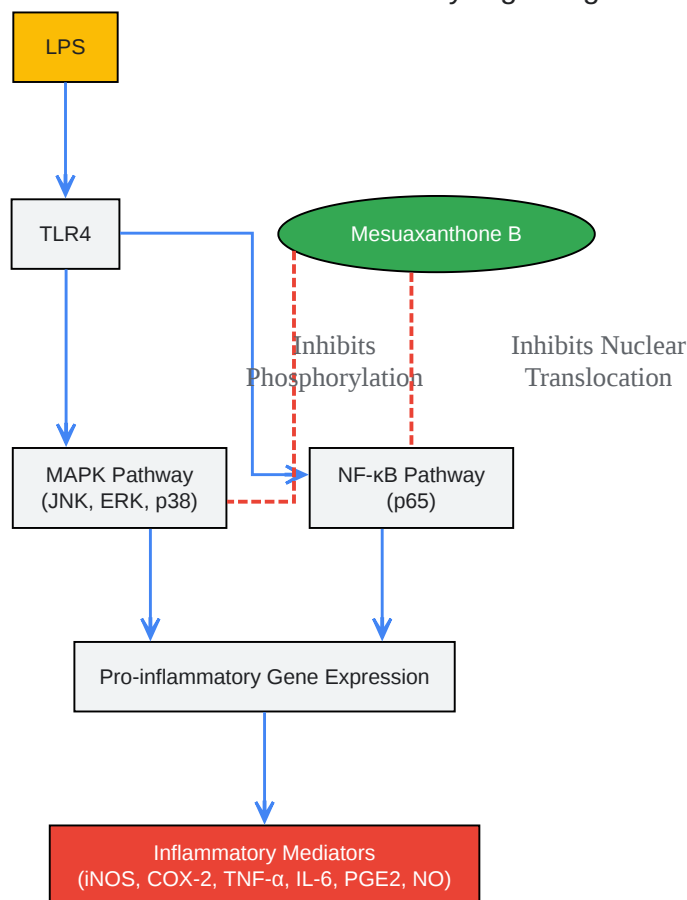 LPS
TLR4
Mesuaxanthone B
Inhibits
Phosphorylation
Inhibits Nuclear
Translocation
MAPK Pathway
(JNK, ERK, p38)
NF-κB Pathway
(p65)
Pro-inflammatory Gene Expression
Inflammatory Mediators
(iNOS, COX-2, TNF-α, IL-6, PGE2, NO)